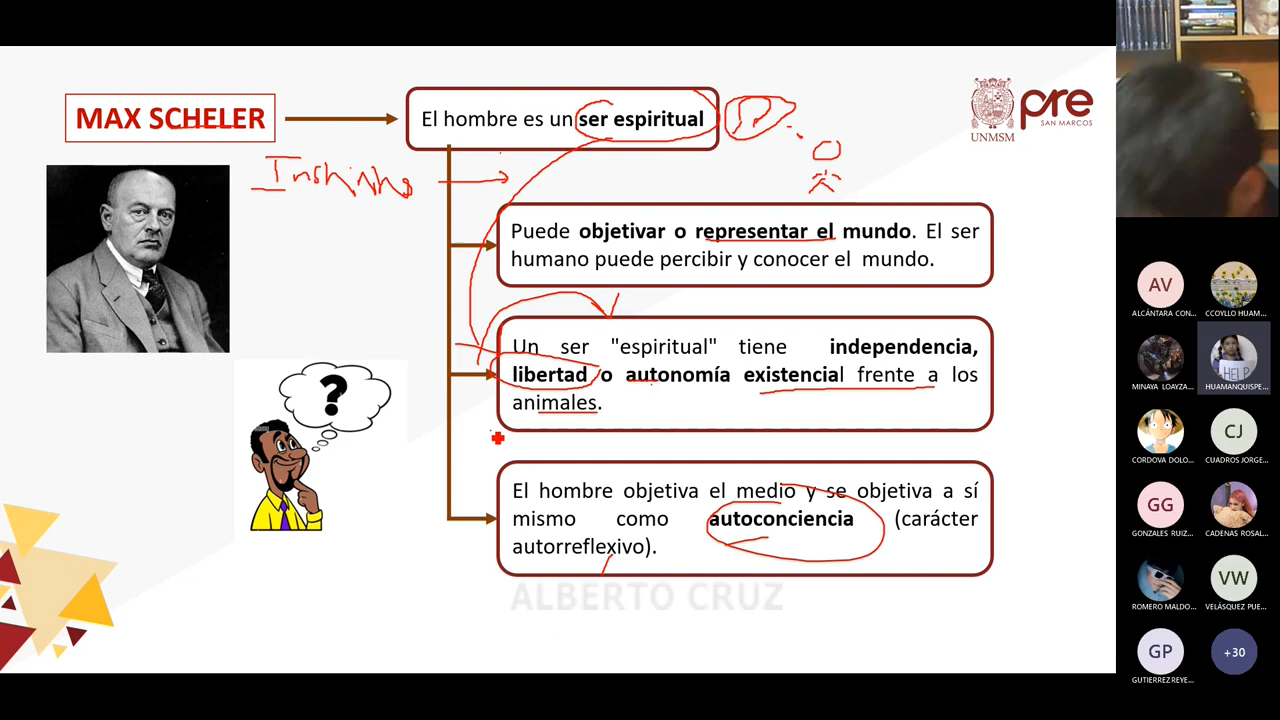 MAX SCHELER
El hombre es un ser espiritual
pre
SAN MARCOS
UNMSM
Puede objetivar o representar el mundo. El ser
humano puede percibir y conocer el mundo.
Un ser "espiritual" tiene independencia,
libertad o autonomía existencial frente a los
animales.
?
El hombre objetiva el medio y se objetiva a sí
mismo como autoconciencia (carácter
autorreflexivo).
ALBERTO CRUZ
AV
ALCÁNTARA CON...
CCOYLLO HUAM...
MINAYA LOAYZA...
HELP
HUAMANQUISPE...
CORDOVA DOLO...
CJ
CUADROS JORGE...
GG
GONZALES RUIZ...
CADENAS ROSAL...
ROMERO MALDO...
VW
VELÁSQUEZ PUE...
GP
GUTIERREZ REYE...
+30